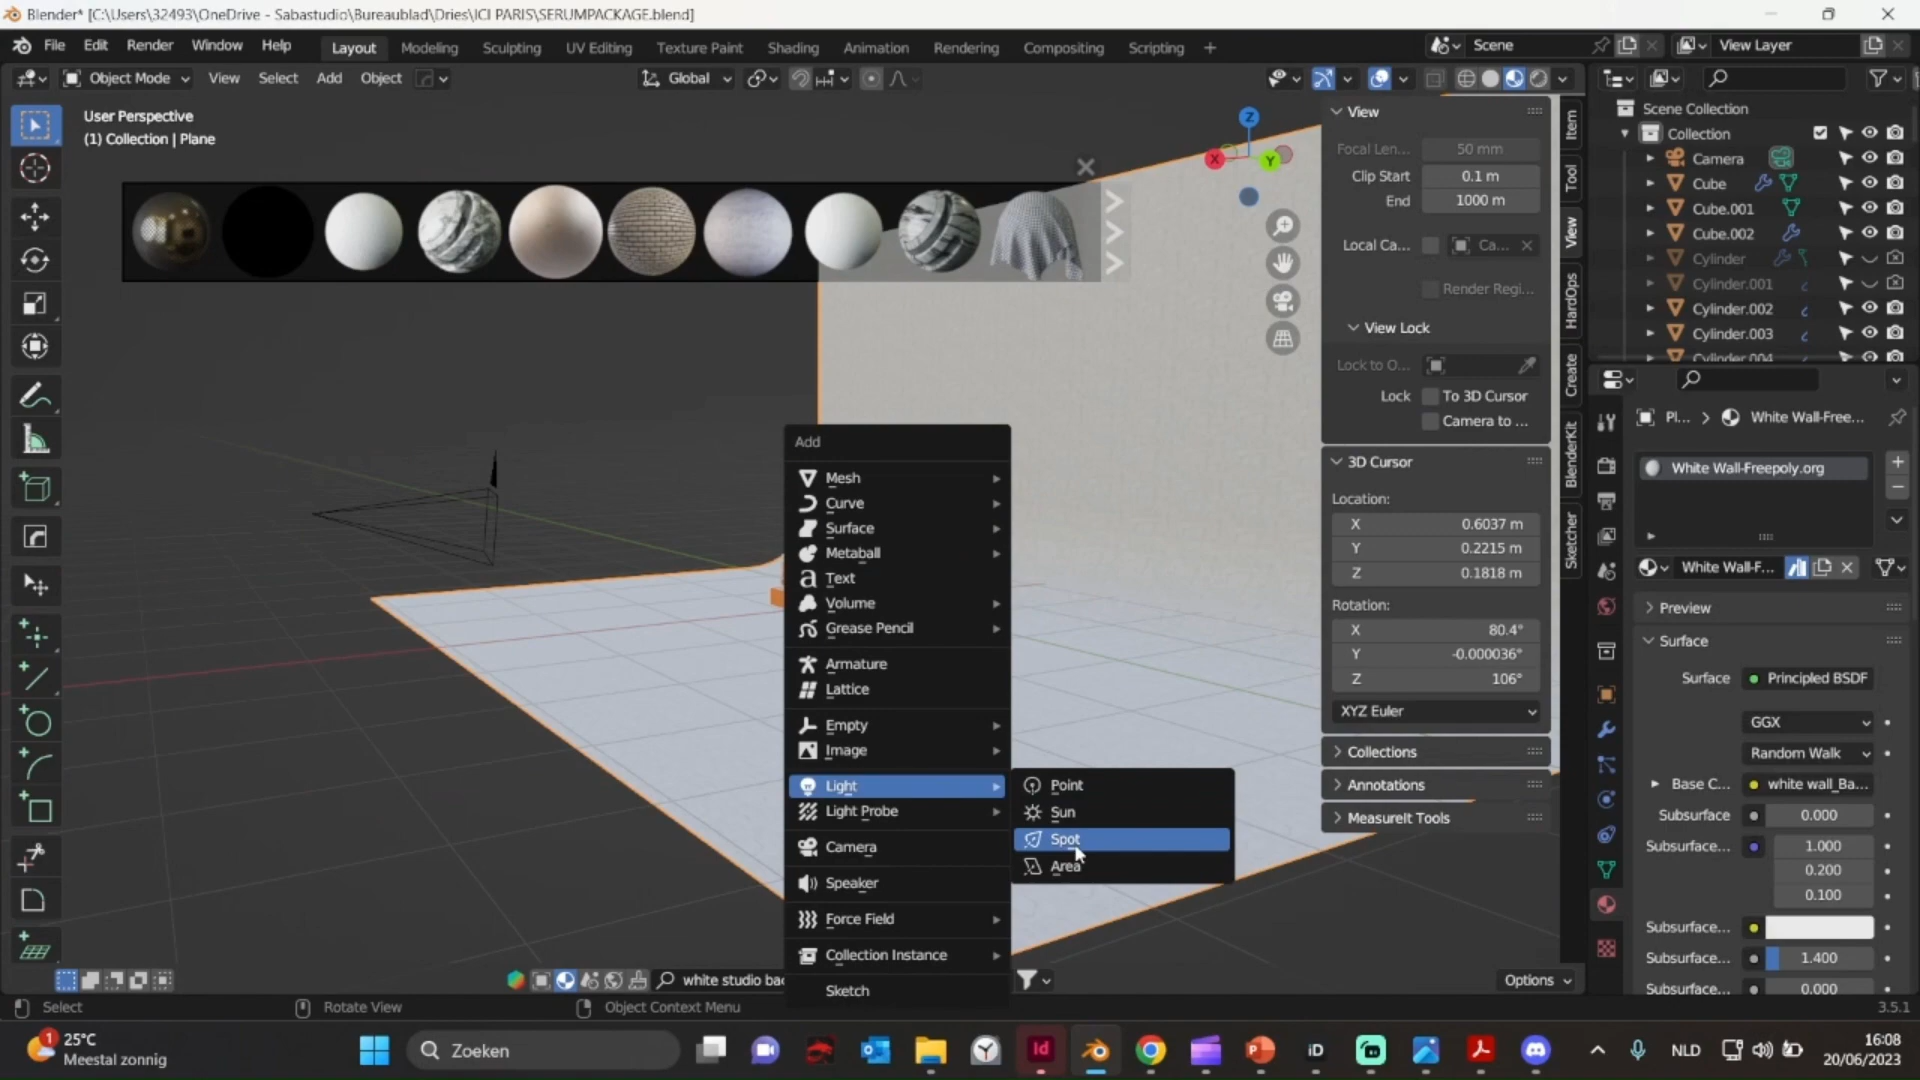 Blender* [C:\Users\32493\OneDrive - Sabastudio\Bureaublad\Dries\ICI PARIS\SERUMPACKAGE.blend]
File Edit Render Window Help Layout Modeling Sculpting UV Editing Texture Paint Shading Animation Rendering Compositing Scripting + Scene View Layer
Object Mode View Select Add Object Global
User Perspective
(1) Collection | Plane
Z
X
Y
View
Focal Len... 50 mm
Clip Start 0.1 m
End 1000 m
Local Ca... Ca...
Render Regi...
View Lock
Lock to O...
Lock To 3D Cursor
Camera to ...
3D Cursor
Location:
X 0.6037 m
Y 0.2215 m
Z 0.1818 m
Rotation:
X 80.4°
Y -0.000036°
Z 106°
XYZ Euler
Collections
Annotations
MeasureIt Tools
Item
Tool
View
HardOps
Create
BlenderKit
Sketcher
Add
Mesh
Curve
Surface
Metaball
Text
Volume
Grease Pencil
Armature
Lattice
Empty
Image
Light
Light Probe
Camera
Speaker
Force Field
Collection Instance
Sketch
Point
Sun
Spot
Area
Scene Collection
Collection
Camera
Cube
Cube.001
Cube.002
Cylinder
Cylinder.001
Cylinder.002
Cylinder.003
Cylinder.004
Pl... White Wall-Free...
White Wall-Freepoly.org
White Wall-F...
Preview
Surface
Surface Principled BSDF
GGX
Random Walk
Base C... white wall_Ba...
Subsurface 0.000
Subsurface... 1.000
0.200
0.100
Subsurface...
Subsurface... 1.400
Subsurface... 0.000
white studio bac
Options
Select Rotate View Object Context Menu 3.5.1
1
25°C
Meestal zonnig
Zoeken
Id
iD
NLD
16:08
20/06/2023